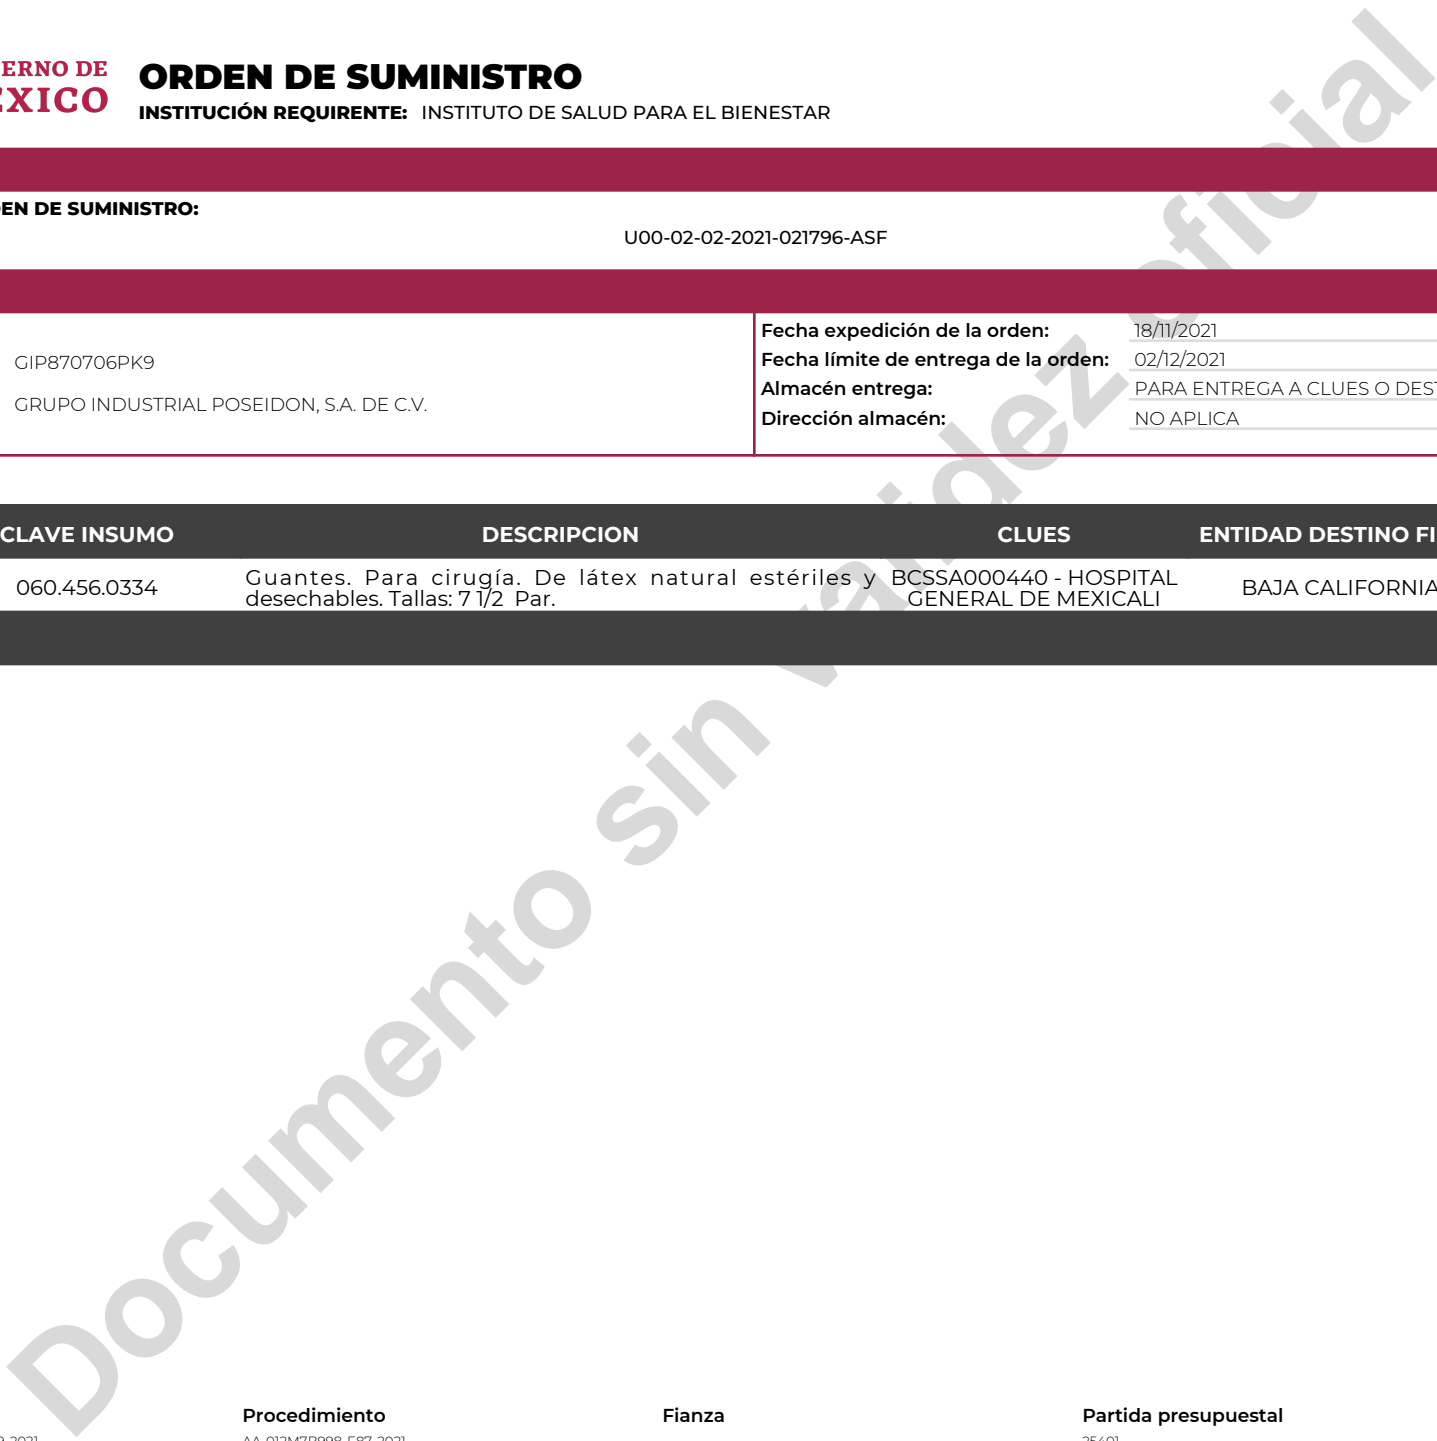 ERNO DE
XICO
ORDEN DE SUMINISTRO
INSTITUCIÓN REQUIRENTE: INSTITUTO DE SALUD PARA EL BIENESTAR
EN DE SUMINISTRO:
U00-02-02-2021-021796-ASF
GIP870706PK9
GRUPO INDUSTRIAL POSEIDON, S.A. DE C.V.
Fecha expedición de la orden: 18/11/2021
Fecha límite de entrega de la orden: 02/12/2021
Almacén entrega: PARA ENTREGA A CLUES O DEST
Dirección almacén: NO APLICA
CLAVE INSUMO DESCRIPCION CLUES ENTIDAD DESTINO FI
060.456.0334
Guantes. Para cirugía. De látex natural estériles y
desechables. Tallas: 7 1/2 Par.
BCSSA000440 - HOSPITAL
GENERAL DE MEXICALI
BAJA CALIFORNIA
Documento sin validez oficial
Procedimiento Fianza Partida presupuestal